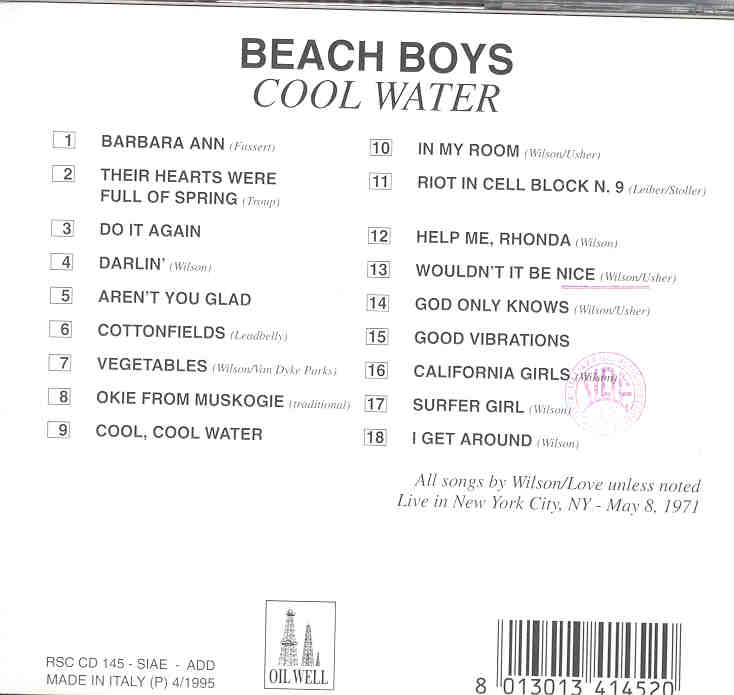 BEACH BOYS
COOL WATER
1 BARBARA ANN (Fussert)
2 THEIR HEARTS WERE
FULL OF SPRING (Troup)
3 DO IT AGAIN
4 DARLIN' (Wilson)
5 AREN'T YOU GLAD
6 COTTONFIELDS (Leadbelly)
7 VEGETABLES (Wilson/Van Dyke Parks)
8 OKIE FROM MUSKOGIE (traditional)
9 COOL, COOL WATER
10 IN MY ROOM (Wilson/Usher)
11 RIOT IN CELL BLOCK N. 9 (Leiber/Stoller)
12 HELP ME, RHONDA (Wilson)
13 WOULDN'T IT BE NICE (Wilson/Usher)
14 GOD ONLY KNOWS (Wilson/Usher)
15 GOOD VIBRATIONS
16 CALIFORNIA GIRLS (Wilson)
17 SURFER GIRL (Wilson)
18 I GET AROUND (Wilson)
All songs by Wilson/Love unless noted
Live in New York City, NY - May 8, 1971
RSC CD 145 - SIAE - ADD
MADE IN ITALY (P) 4/1995
OIL WELL
8 013013 414520